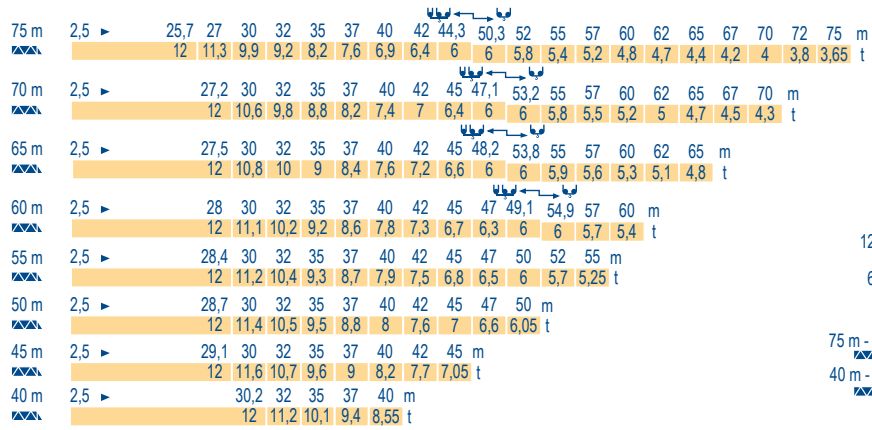 75 m 2,5 ► 25,7 27 30 32 35 37 40 42 44,3 50,3 52 55 57 60 62 65 67 70 72 75 m
12 11,3 9,9 9,2 8,2 7,6 6,9 6,4 6 6 5,8 5,4 5,2 4,8 4,7 4,4 4,2 4 3,8 3,65 t
70 m 2,5 ► 27,2 30 32 35 37 40 42 45 47,1 53,2 55 57 60 62 65 67 70 m
12 10,6 9,8 8,8 8,2 7,4 7 6,4 6 6 5,8 5,5 5,2 5 4,7 4,5 4,3 t
65 m 2,5 ► 27,5 30 32 35 37 40 42 45 48,2 53,8 55 57 60 62 65 m
12 10,8 10 9 8,4 7,6 7,2 6,6 6 6 5,9 5,6 5,3 5,1 4,8 t
60 m 2,5 ► 28 30 32 35 37 40 42 45 47 49,1 54,9 57 60 m
12 11,1 10,2 9,2 8,6 7,8 7,3 6,7 6,3 6 6 5,7 5,4 t
12
55 m 2,5 ► 28,4 30 32 35 37 40 42 45 47 50 52 55 m
12 11,2 10,4 9,3 8,7 7,9 7,5 6,8 6,5 6 5,7 5,25 t
6
50 m 2,5 ► 28,7 30 32 35 37 40 42 45 47 50 m
12 11,4 10,5 9,5 8,8 8 7,6 7 6,6 6,05 t
75 m -
45 m 2,5 ► 29,1 30 32 35 37 40 42 45 m
12 11,6 10,7 9,6 9 8,2 7,7 7,05 t
40 m -
40 m 2,5 ► 30,2 32 35 37 40 m
12 11,2 10,1 9,4 8,55 t